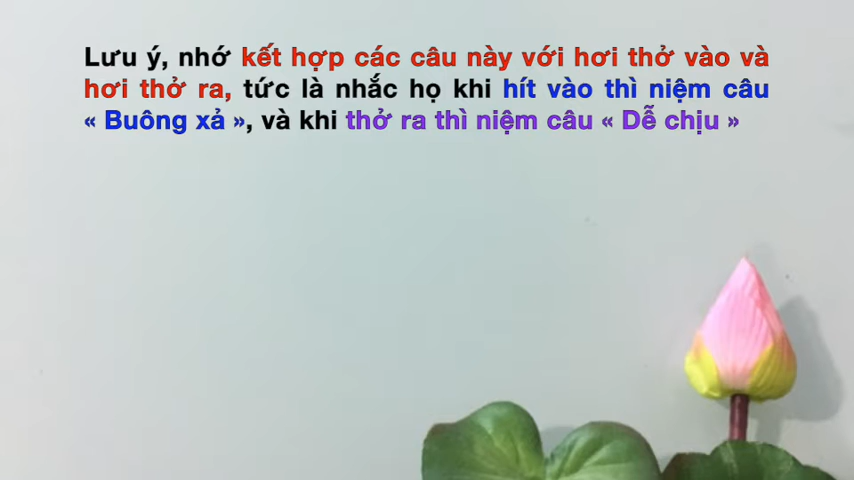 Lưu ý, nhớ kết hợp các câu này với hơi thở vào và
hơi thở ra, tức là nhắc họ khi hít vào thì niệm câu
« Buông xả », và khi thở ra thì niệm câu « Dễ chịu »